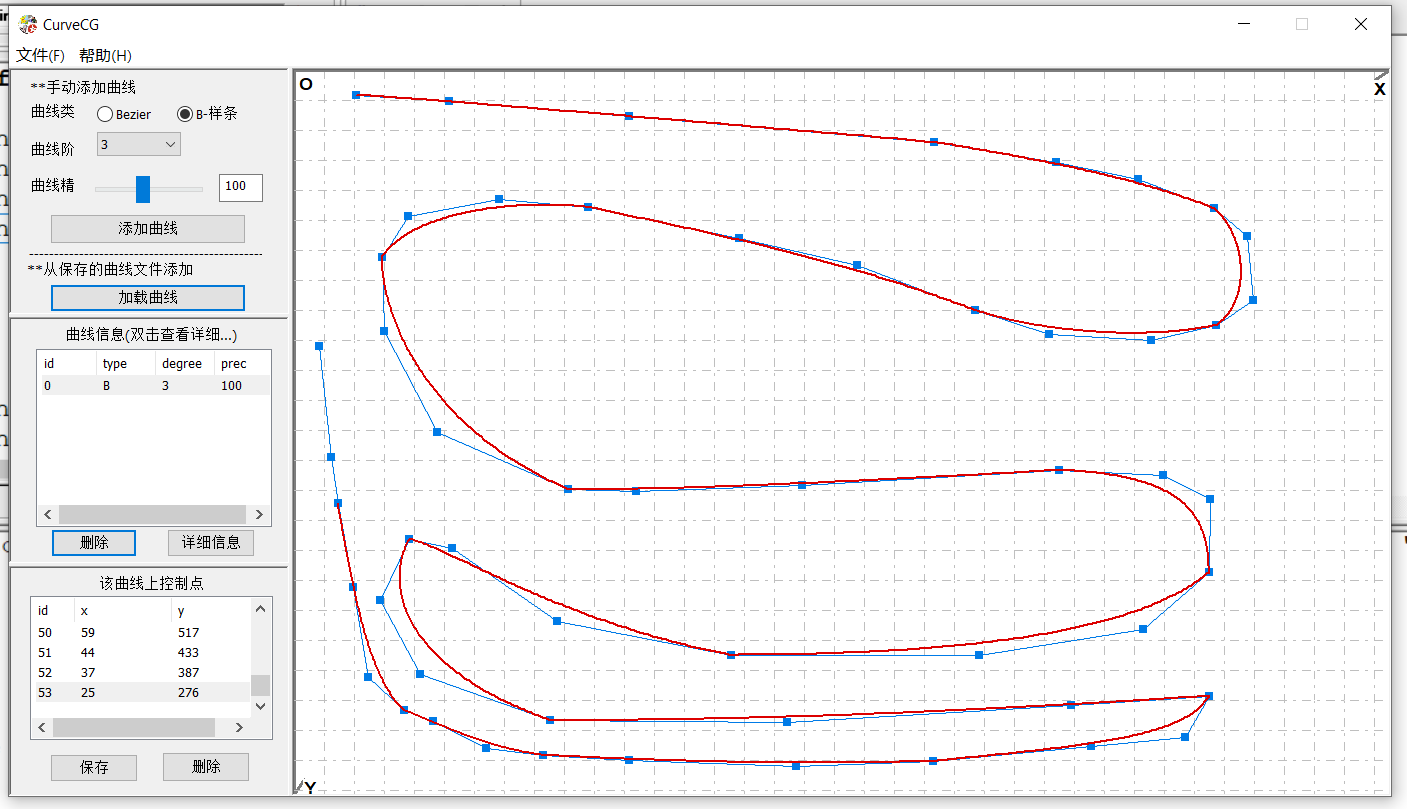 CurveCG
文件(F) 帮助(H)
**手动添加曲线
曲线类 Bezier B-样条
曲线阶 3
曲线精 100
添加曲线
**从保存的曲线文件添加
加载曲线
曲线信息(双击查看详细...)
id type degree prec
0 B 3 100
删除 详细信息
该曲线上控制点
id x y
50 59 517
51 44 433
52 37 387
53 25 276
保存 删除
O
X
Y